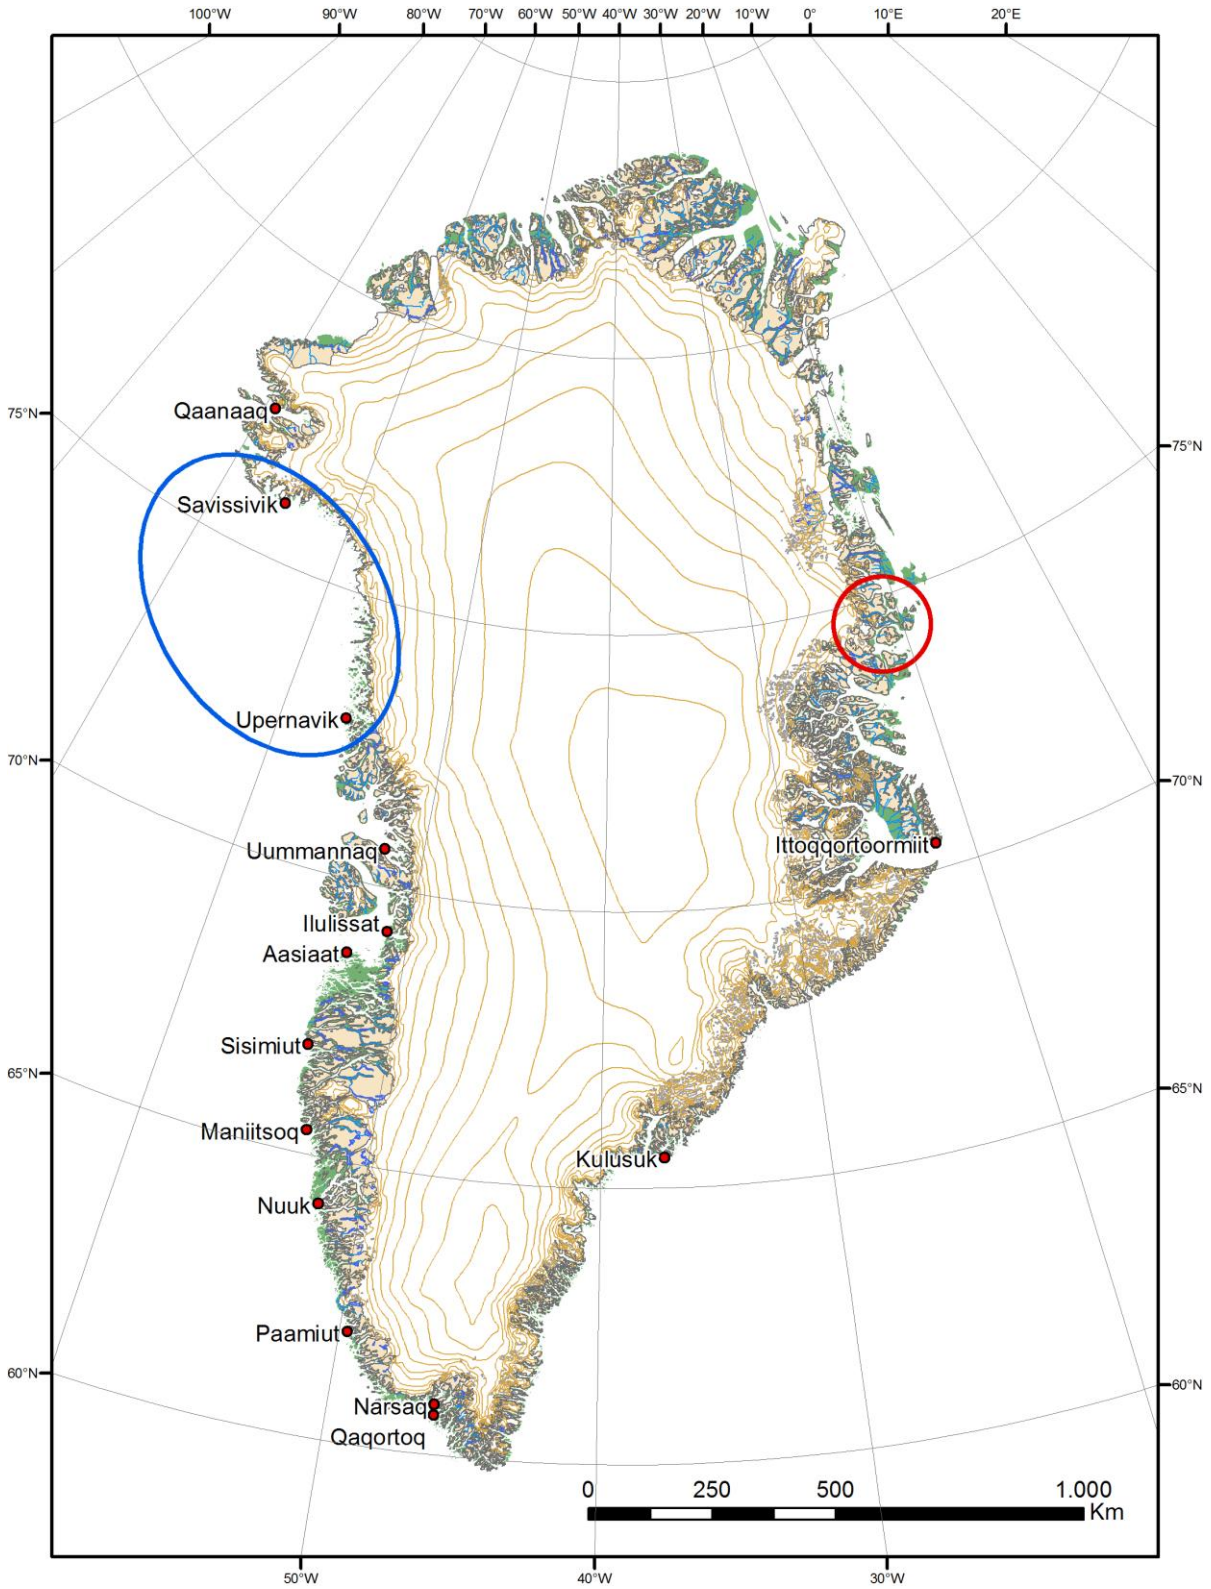 100°W 90°W 80°W 70°W 60°W 50°W 40°W 30°W 20°W 10°W 0° 10°E 20°E
Qaanaaq
75°N
75°N
Savissivik
Upernavik
70°N
70°N
Ittoqqortoormiit
Uummannaq
Ilulissat
Aasiaat
Sisimiut
65°N
65°N
Maniitsoq
Kulusuk
Nuuk
Paamiut
60°N
60°N
Narsaq
Qaqortoq
0 250 500 1.000
Km
50°W 40°W 30°W